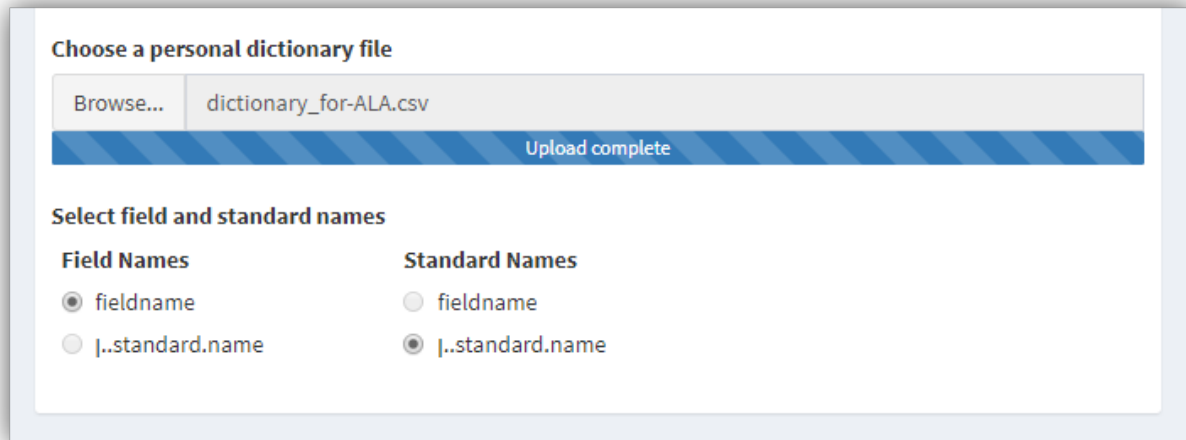 Choose a personal dictionary file
Browse... dictionary_for-ALA.csv
Upload complete
Select field and standard names
Field Names Standard Names
fieldname fieldname
ן..standard.name ן..standard.name